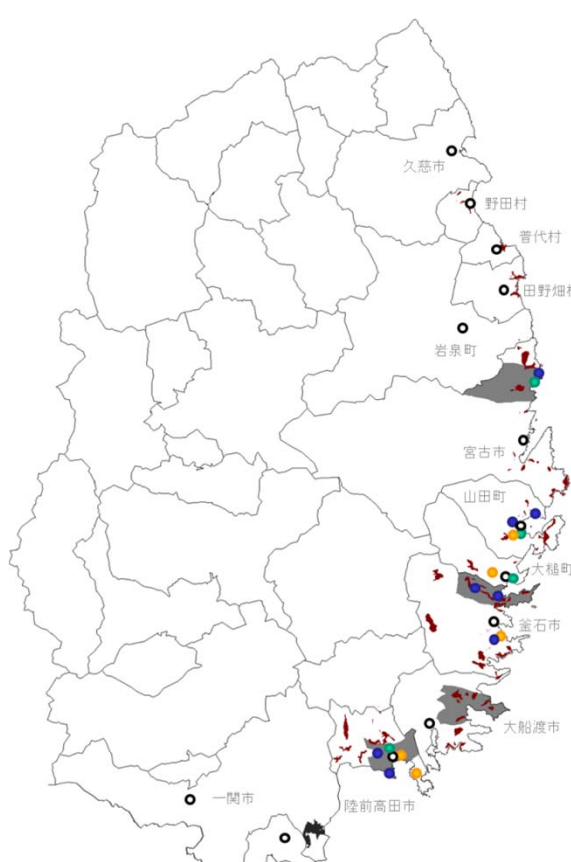 久慈市
野田村
普代村
田野畑村
岩泉町
宮古市
山田町
大槌町
釜石市
大船渡市
陸前高田市
一関市